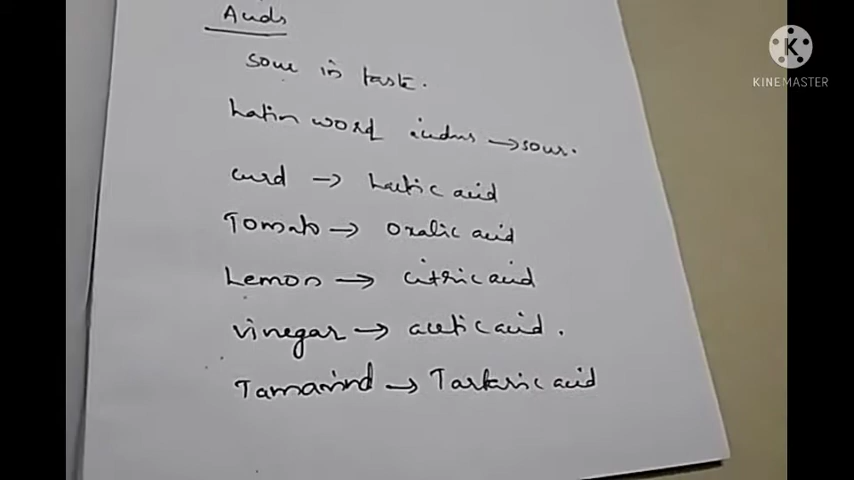 Acids
Sour in taste.
Latin word acidus → sour.
curd → Lactic acid
Tomato → oxalic acid
Lemon → citric acid
vinegar → acetic acid.
Tamarind → Tartaric acid
K
KINEMASTER